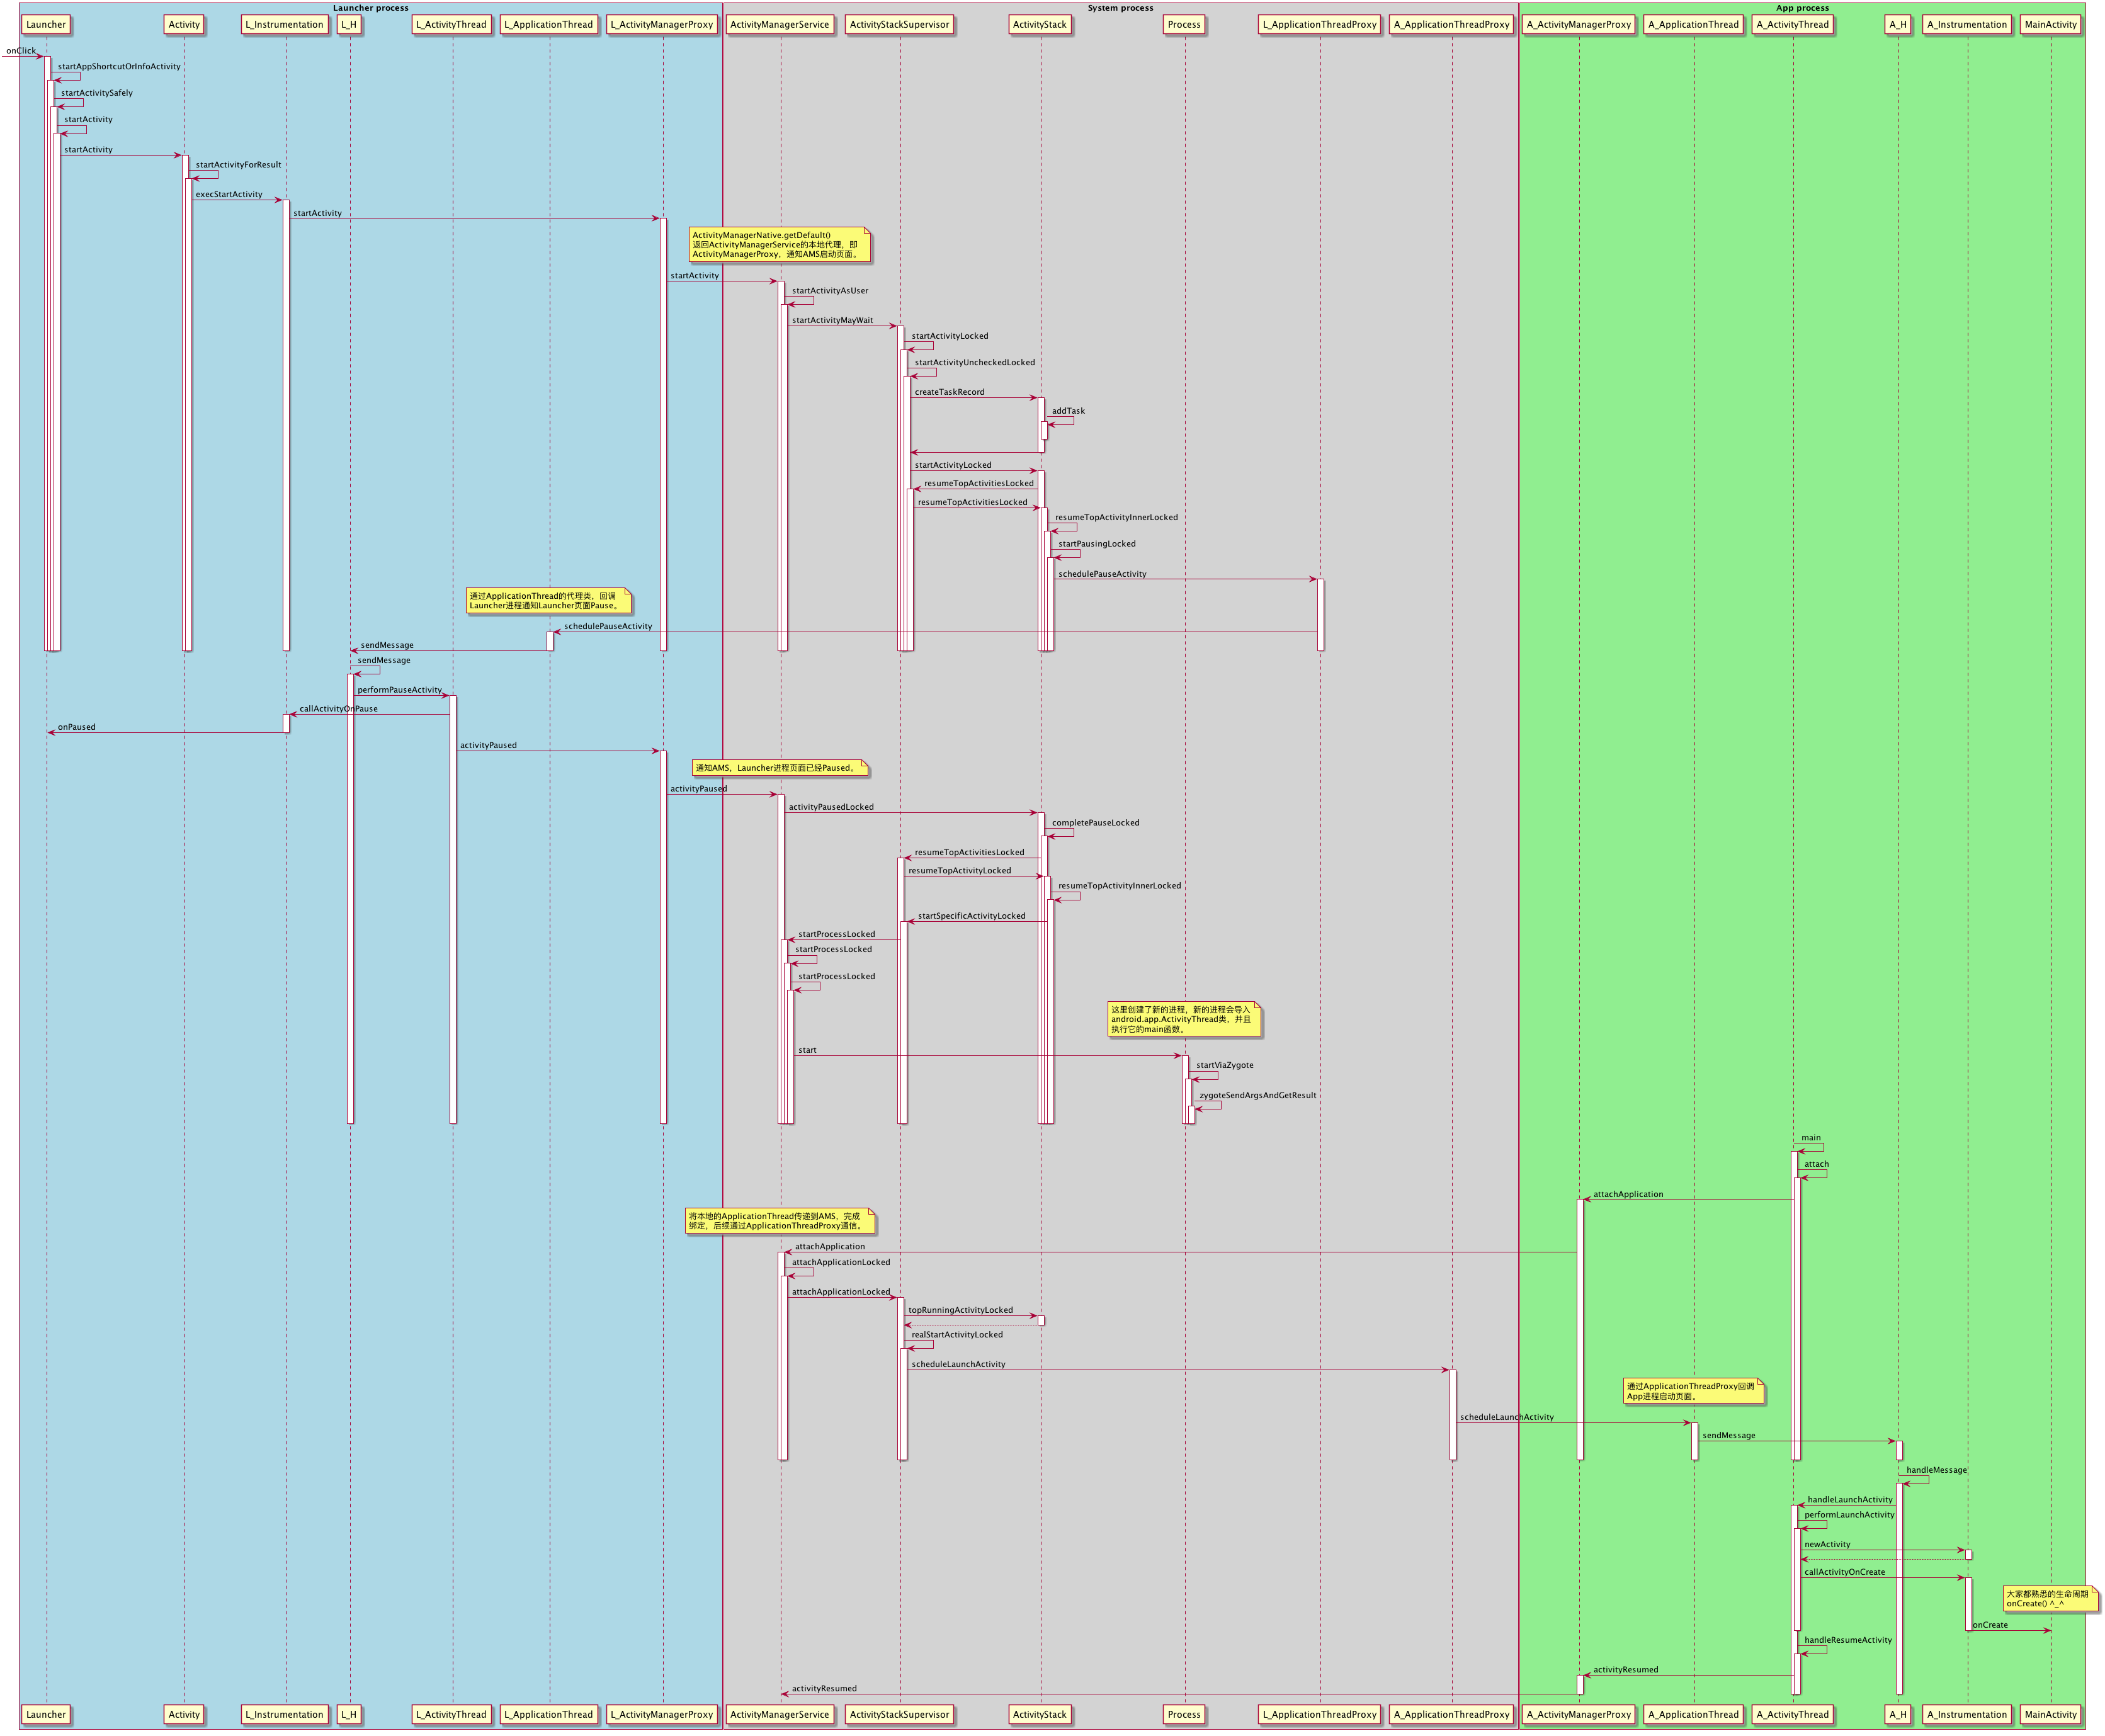 Launcher process
System process
App process
Launcher
Activity
L_Instrumentation
L_H
L_ActivityThread
L_ApplicationThread
L_ActivityManagerProxy
ActivityManagerService
ActivityStackSupervisor
ActivityStack
Process
L_ApplicationThreadProxy
A_ApplicationThreadProxy
A_ActivityManagerProxy
A_ApplicationThread
A_ActivityThread
A_H
A_Instrumentation
MainActivity
onClick
startAppShortcutOrInfoActivity
startActivitySafely
startActivity
startActivity
startActivityForResult
execStartActivity
startActivity
ActivityManagerNative.getDefault()
返回ActivityManagerService的本地代理，即
ActivityManagerProxy，通知AMS启动页面。
startActivity
startActivityAsUser
startActivityMayWait
startActivityLocked
startActivityUncheckedLocked
createTaskRecord
addTask
startActivityLocked
resumeTopActivitiesLocked
resumeTopActivitiesLocked
resumeTopActivityInnerLocked
startPausingLocked
schedulePauseActivity
通过ApplicationThread的代理类，回调
Launcher进程通知Launcher页面Pause。
schedulePauseActivity
sendMessage
sendMessage
performPauseActivity
callActivityOnPause
onPaused
activityPaused
通知AMS，Launcher进程页面已经Paused。
activityPaused
activityPausedLocked
completePauseLocked
resumeTopActivitiesLocked
resumeTopActivityLocked
resumeTopActivityInnerLocked
startSpecificActivityLocked
startProcessLocked
startProcessLocked
startProcessLocked
这里创建了新的进程，新的进程会导入
android.app.ActivityThread类，并且
执行它的main函数。
start
startViaZygote
zygoteSendArgsAndGetResult
main
attach
attachApplication
将本地的ApplicationThread传递到AMS，完成
绑定，后续通过ApplicationThreadProxy通信。
attachApplication
attachApplicationLocked
attachApplicationLocked
topRunningActivityLocked
realStartActivityLocked
scheduleLaunchActivity
通过ApplicationThreadProxy回调
App进程启动页面。
scheduleLaunchActivity
sendMessage
handleMessage
handleLaunchActivity
performLaunchActivity
newActivity
callActivityOnCreate
大家都熟悉的生命周期
onCreate() ^_^
onCreate
handleResumeActivity
activityResumed
activityResumed
Launcher
Activity
L_Instrumentation
L_H
L_ActivityThread
L_ApplicationThread
L_ActivityManagerProxy
ActivityManagerService
ActivityStackSupervisor
ActivityStack
Process
L_ApplicationThreadProxy
A_ApplicationThreadProxy
A_ActivityManagerProxy
A_ApplicationThread
A_ActivityThread
A_H
A_Instrumentation
MainActivity